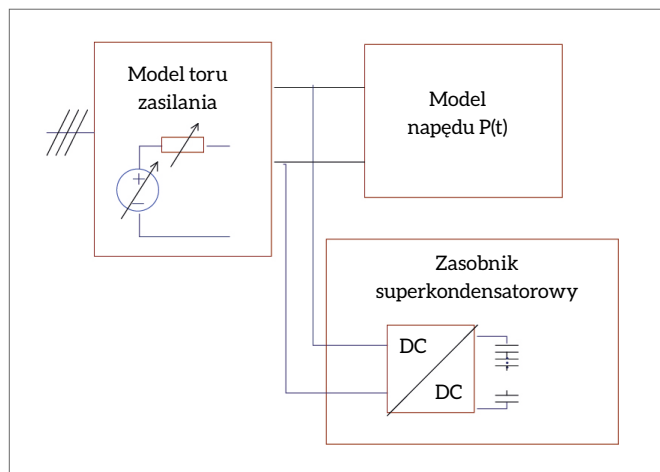 Model toru
zasilania
+
−
Model
napędu P(t)
Zasobnik
superkondensatorowy
DC
DC